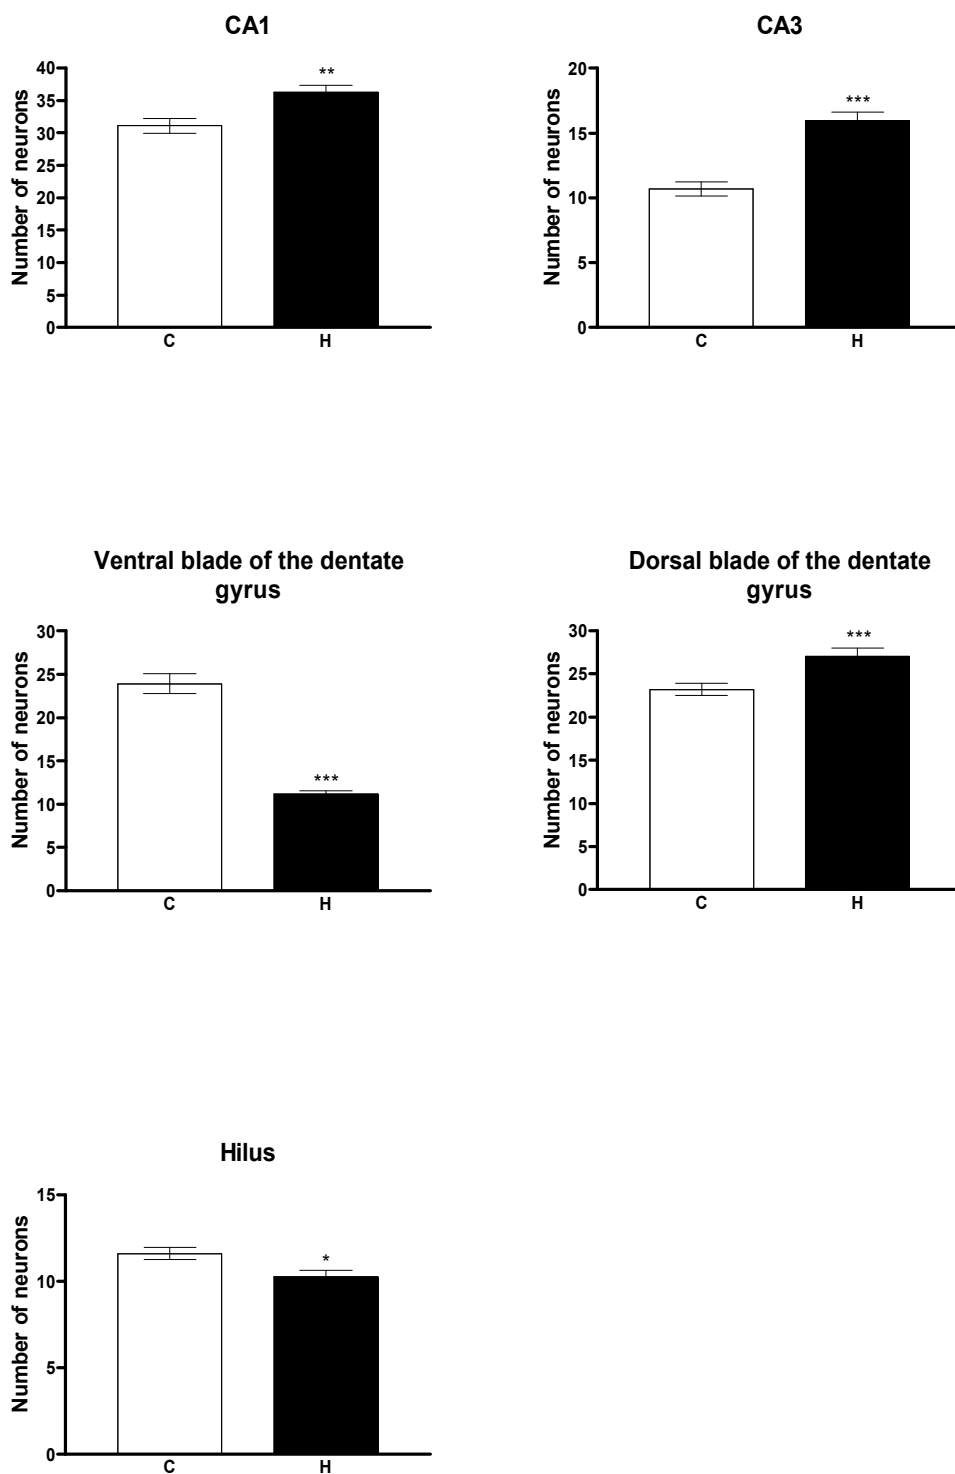 CA1
Number of neurons
40
35
30
25
20
15
10
5
0
**
C
H
CA3
Number of neurons
20
15
10
5
0
***
C
H
Ventral blade of the dentate
gyrus
Number of neurons
30
25
20
15
10
5
0
***
C
H
Dorsal blade of the dentate
gyrus
Number of neurons
30
25
20
15
10
5
0
***
C
H
Hilus
Number of neurons
15
10
5
0
*
C
H